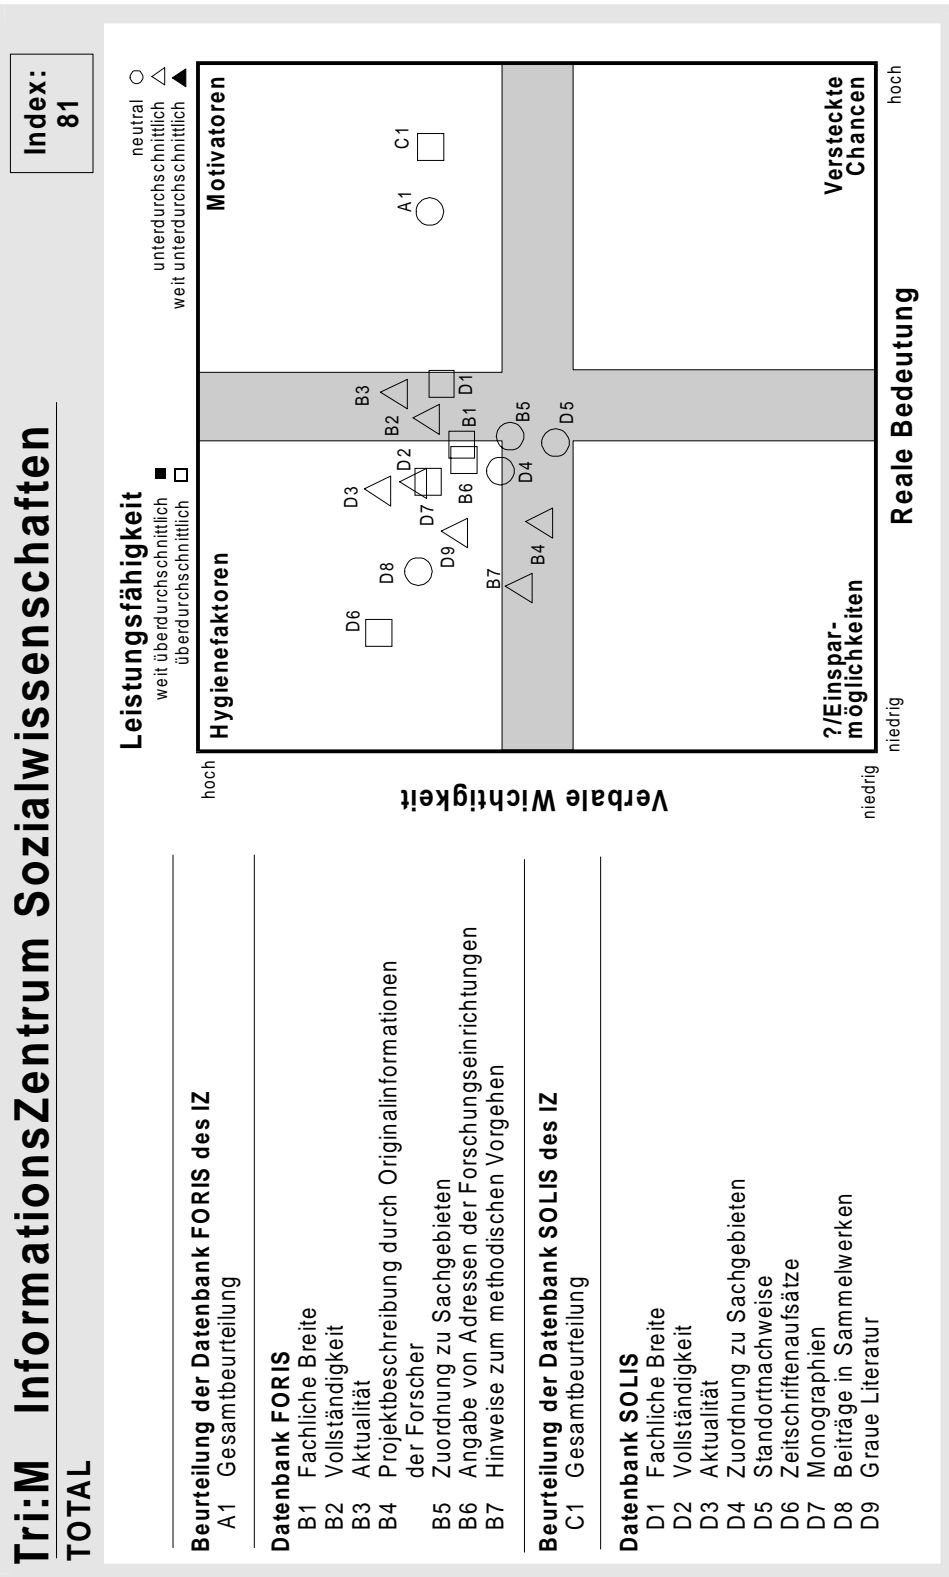 Tri:M InformationsZentrum Sozialwissenschaften
TOTAL
Index:
81
Beurteilung der Datenbank FORIS des IZ
A1 Gesamtbeurteilung
Datenbank FORIS
B1 Fachliche Breite
B2 Vollständigkeit
B3 Aktualität
B4 Projektbeschreibung durch Originalinformationen
der Forscher
B5 Zuordnung zu Sachgebieten
B6 Angabe von Adressen der Forschungseinrichtungen
B7 Hinweise zum methodischen Vorgehen
Beurteilung der Datenbank SOLIS des IZ
C1 Gesamtbeurteilung
Datenbank SOLIS
D1 Fachliche Breite
D2 Vollständigkeit
D3 Aktualität
D4 Zuordnung zu Sachgebieten
D5 Standortnachweise
D6 Zeitschriftenaufsätze
D7 Monographien
D8 Beiträge in Sammelwerken
D9 Graue Literatur
Leistungsfähigkeit
weit überdurchschnittlich
überdurchschnittlich
neutral
unterdurchschnittlich
weit unterdurchschnittlich
hoch
Verbale Wichtigkeit
niedrig
Hygienefaktoren
Motivatoren
D6
D8
D3
D2
D7
D9
B3
B2
B1
D1
B6
A1
C1
B7
B4
D4
B5
D5
?/Einspar-
möglichkeiten
Versteckte
Chancen
niedrig
Reale Bedeutung
hoch